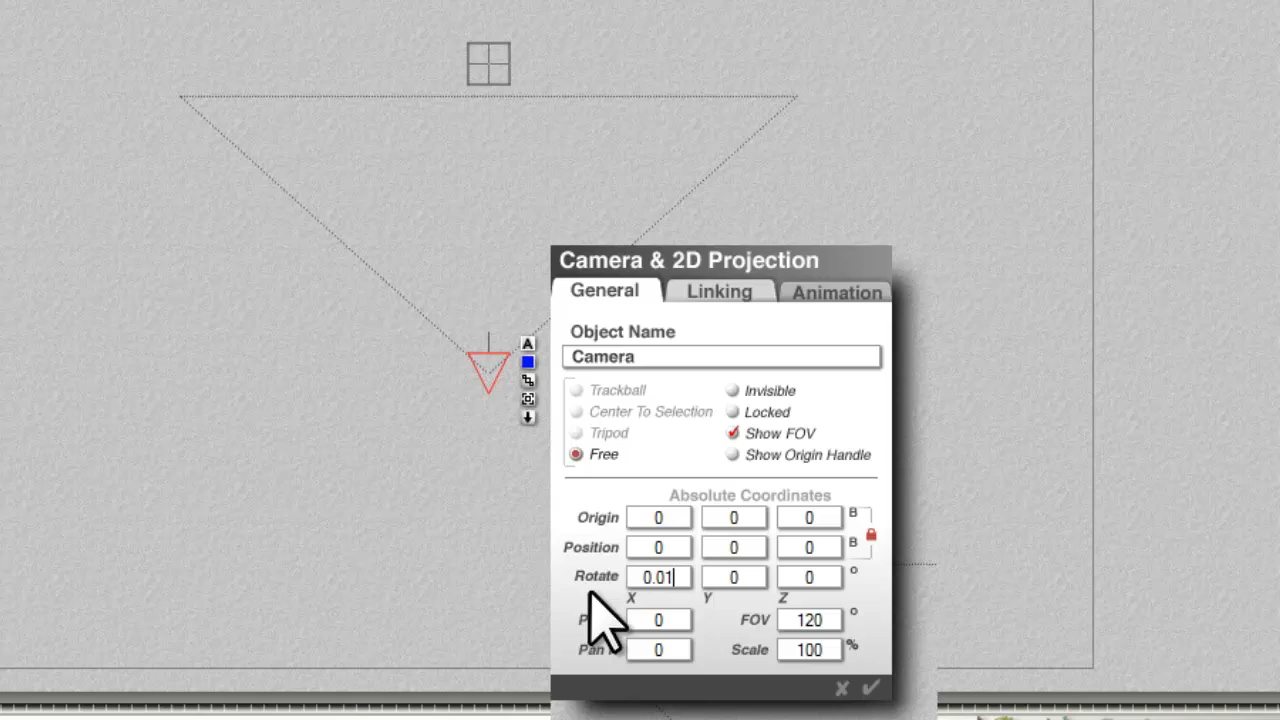 Camera & 2D Projection
General Linking Animation
Object Name
Camera
A
Trackball Invisible
Center To Selection Locked
Tripod Show FOV
Free Show Origin Handle
Absolute Coordinates
Origin 0 0 0 B
Position 0 0 0 B
Rotate 0.01 0 0 °
X Y Z
0 FOV 120 °
Pan 0 Scale 100 %